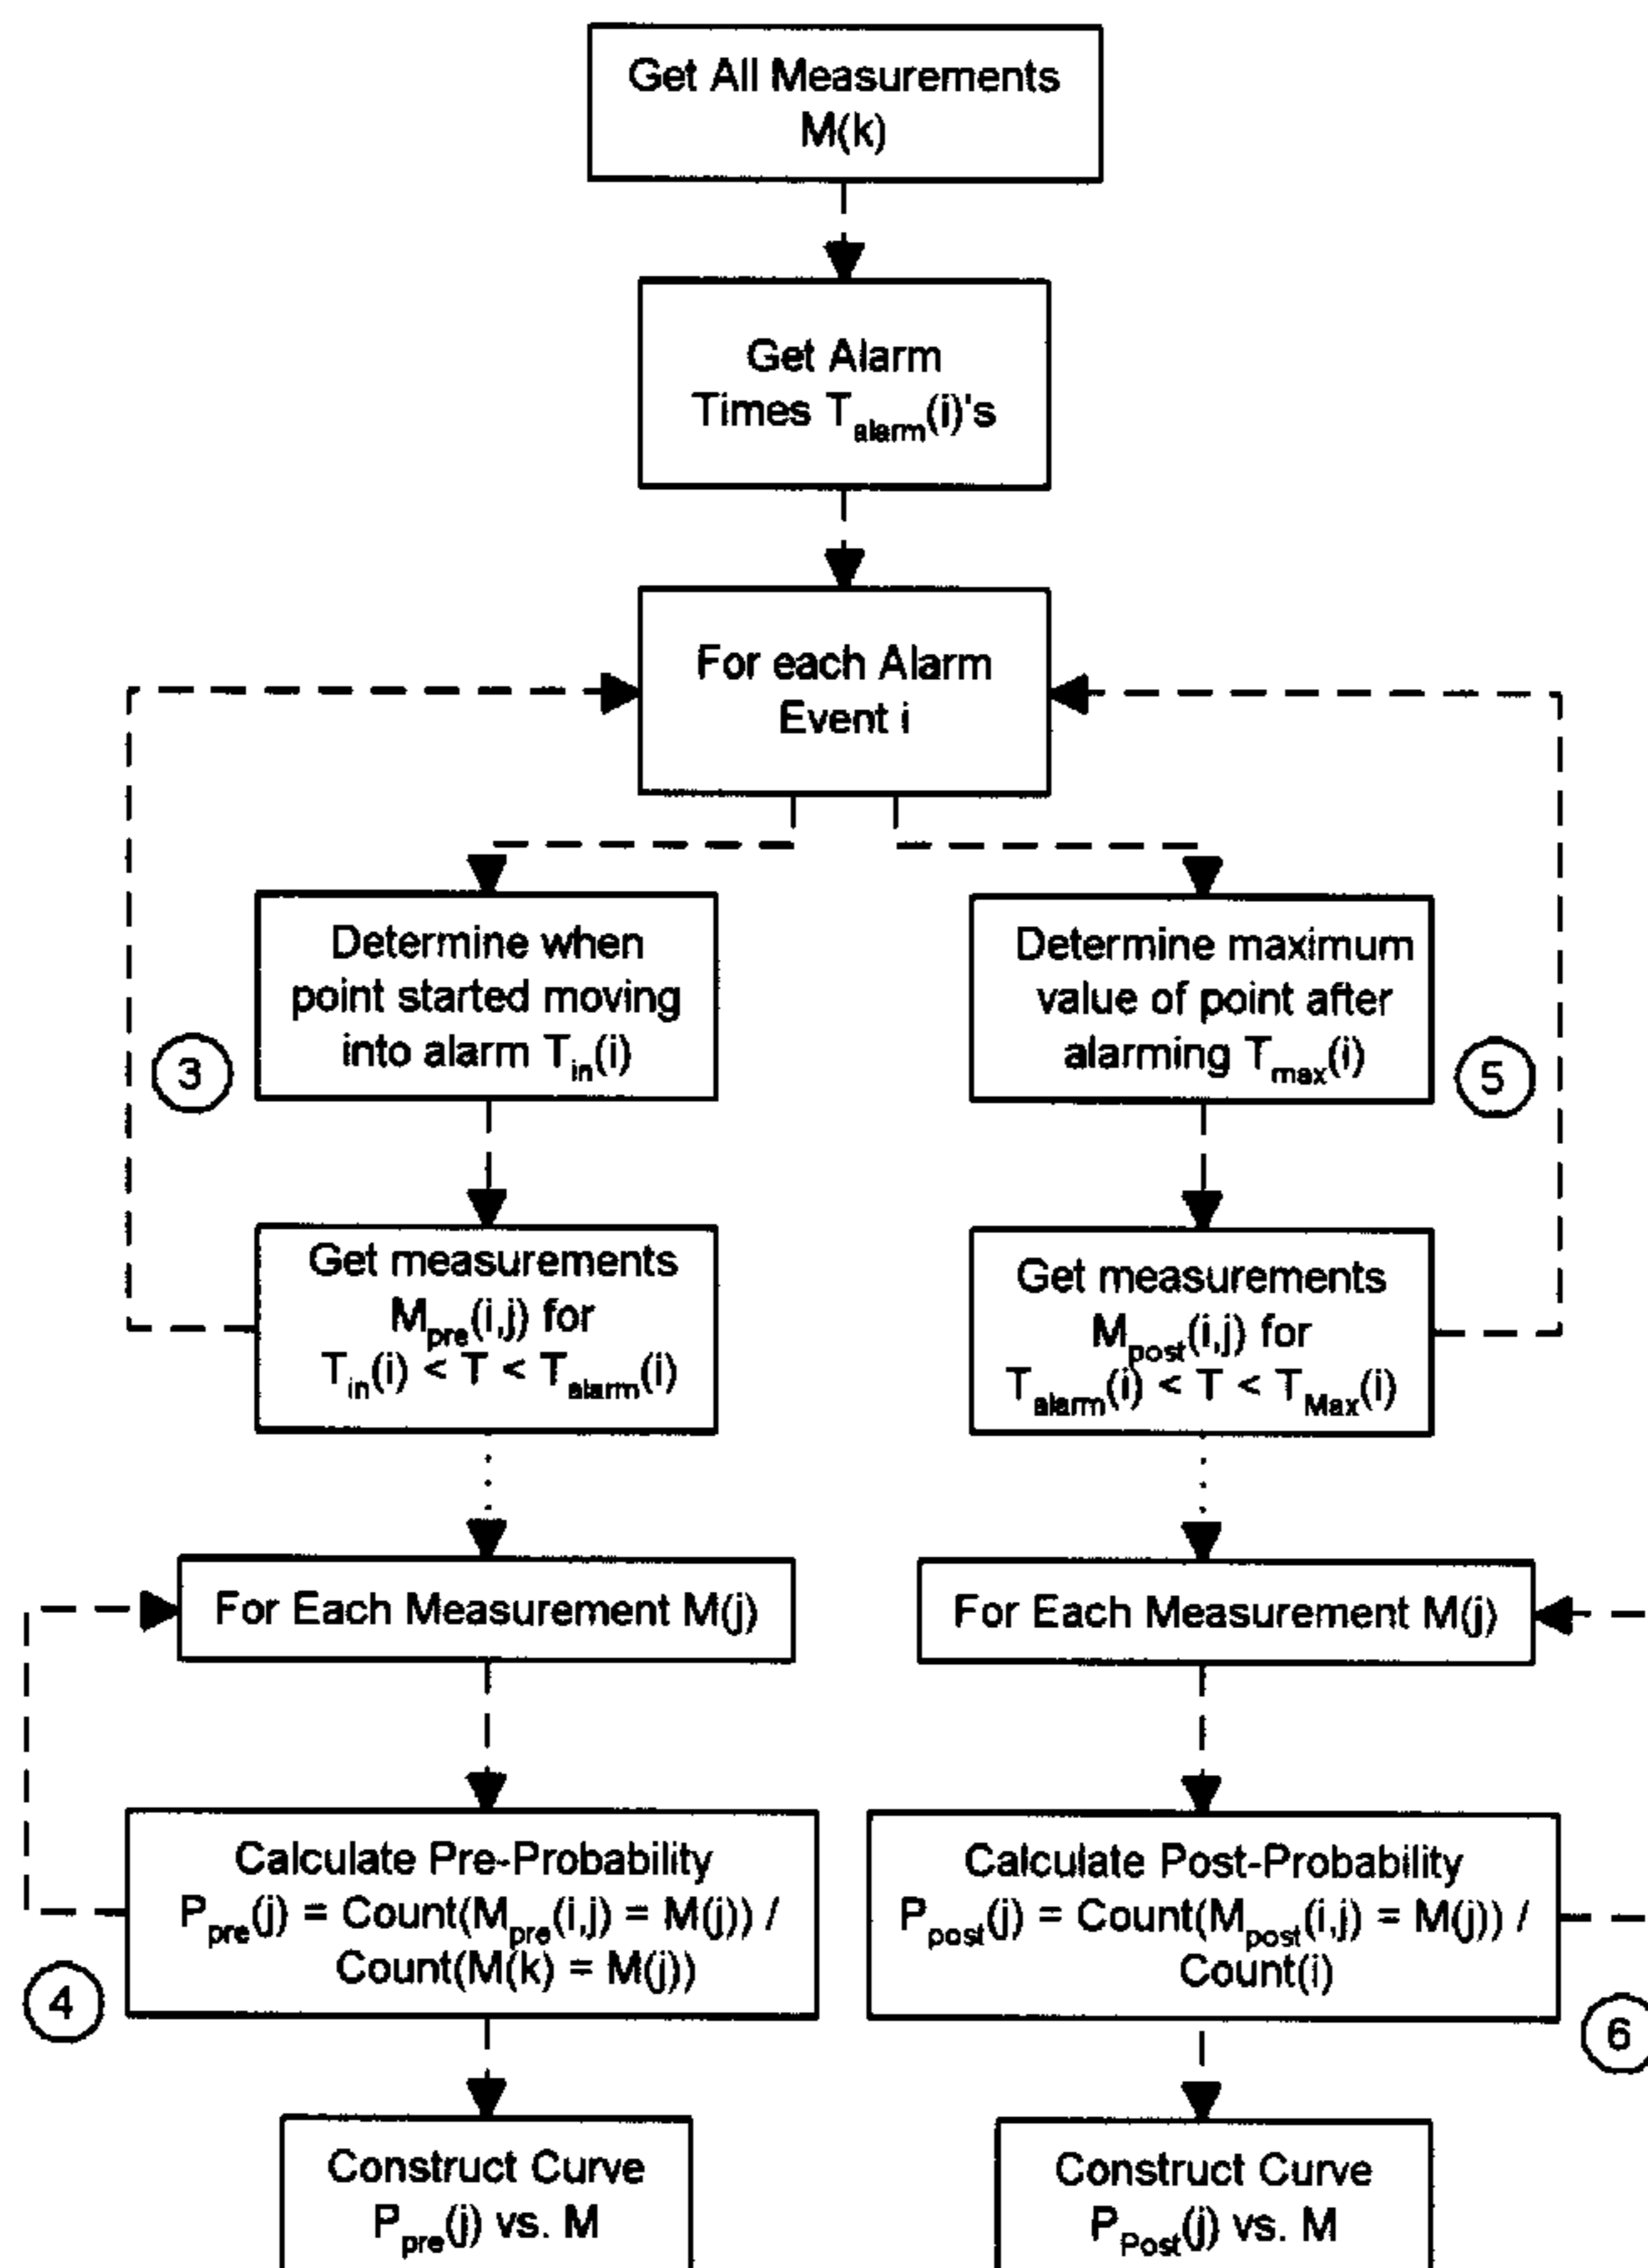 Get All Measurements
M(k)
Get Alarm
Times T_alarm(i)'s
For each Alarm
Event i
Determine when
point started moving
into alarm T_in(i)
3
Get measurements
M_pre(i,j) for
T_in(i) < T < T_alarm(i)
For Each Measurement M(j)
Calculate Pre-Probability
P_pre(j) = Count(M_pre(i,j) = M(j)) /
Count(M(k) = M(j))
4
Construct Curve
P_pre(j) vs. M
Determine maximum
value of point after
alarming T_max(i)
5
Get measurements
M_post(i,j) for
T_alarm(i) < T < T_Max(i)
For Each Measurement M(j)
Calculate Post-Probability
P_post(j) = Count(M_post(i,j) = M(j)) /
Count(i)
6
Construct Curve
P_Post(j) vs. M